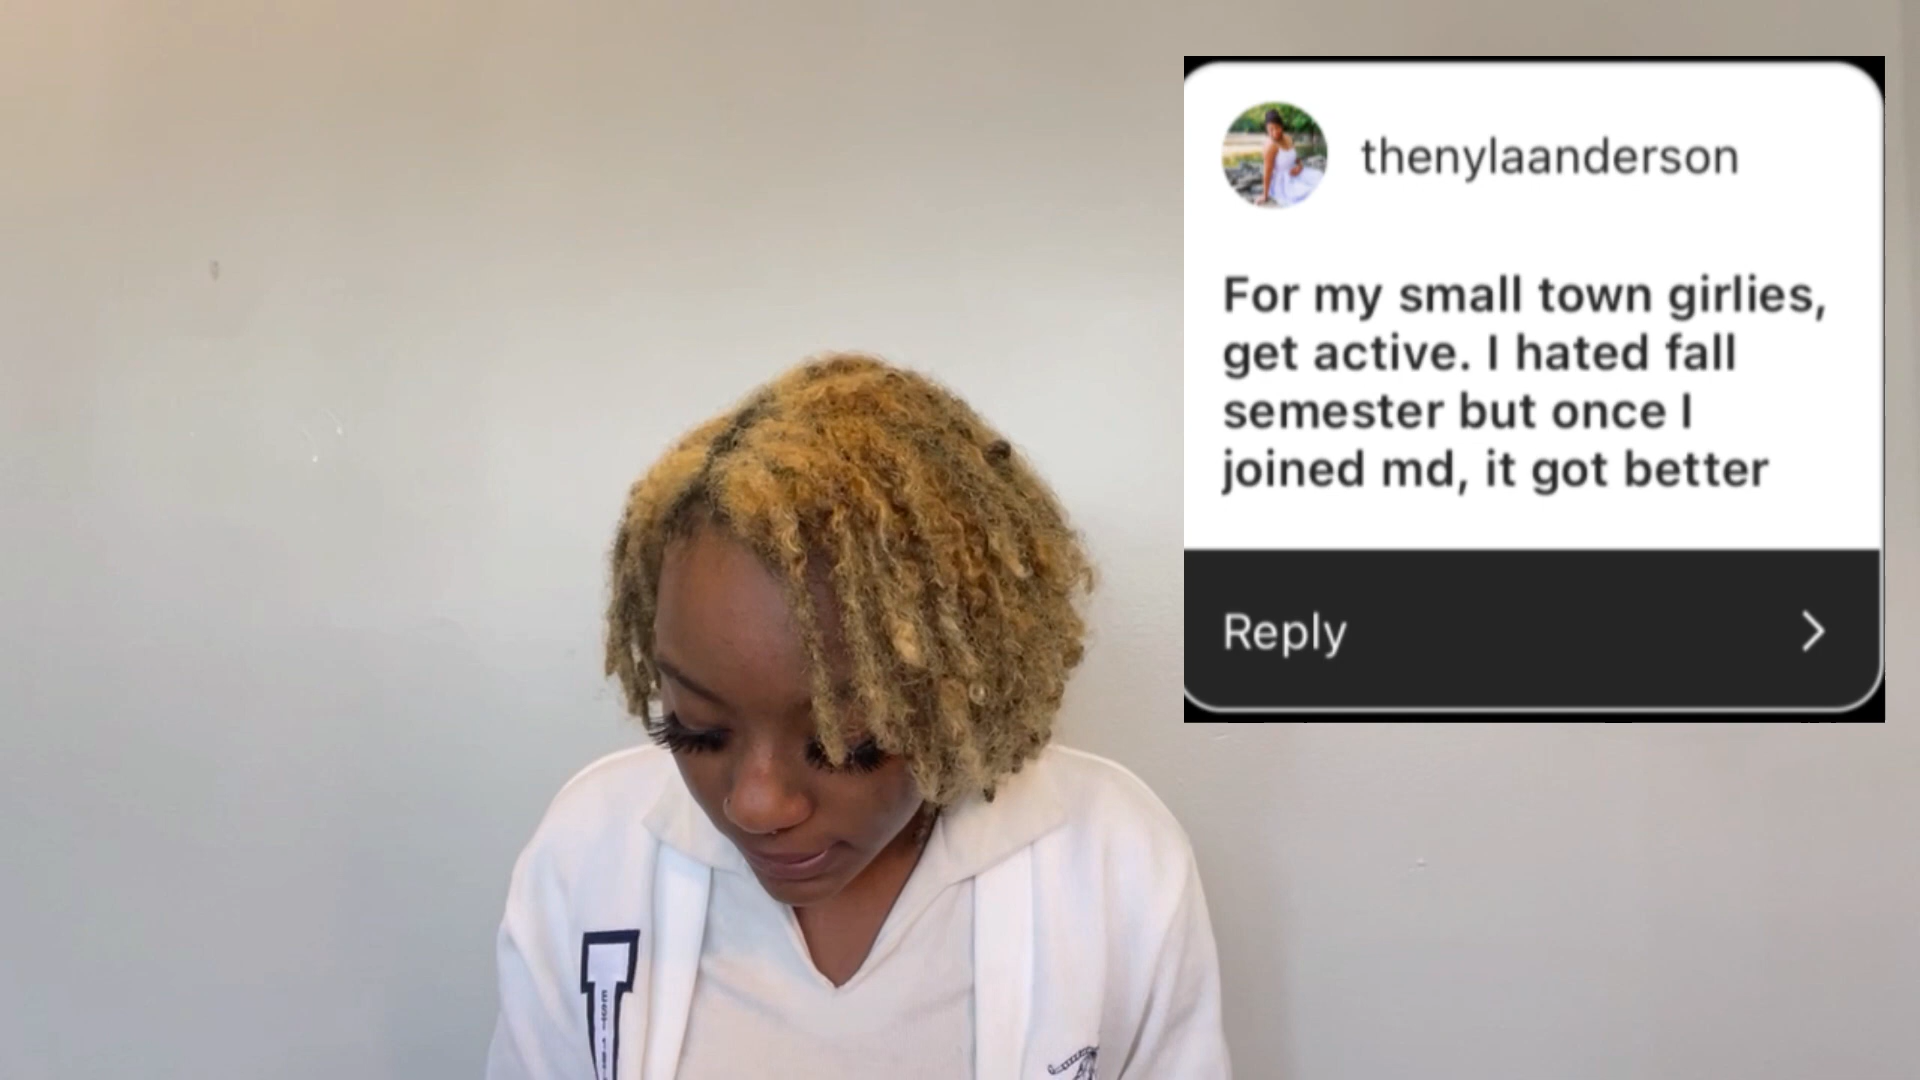 thenylaanderson
For my small town girlies,
get active. I hated fall
semester but once I
joined md, it got better
Reply